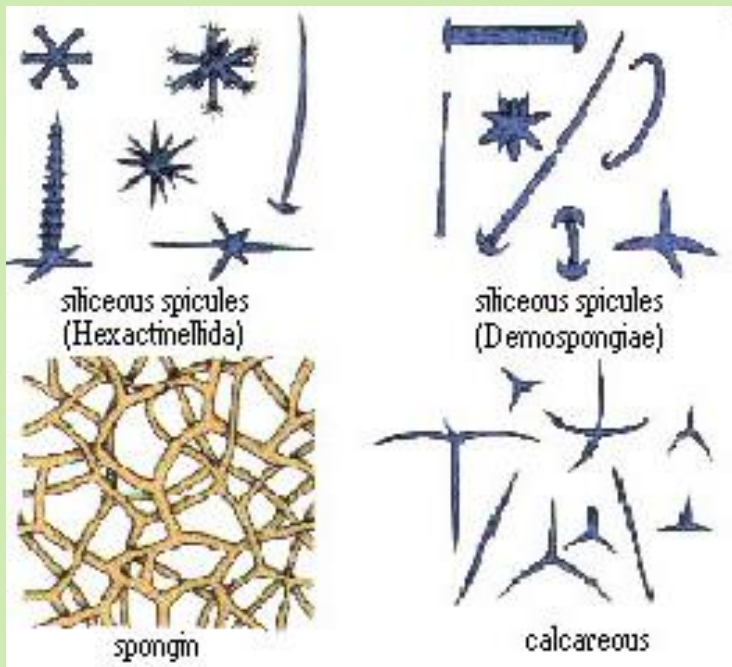 siliceous spicules
(Hexactinellida)
siliceous spicules
(Demospongiae)
spongin
calcareous